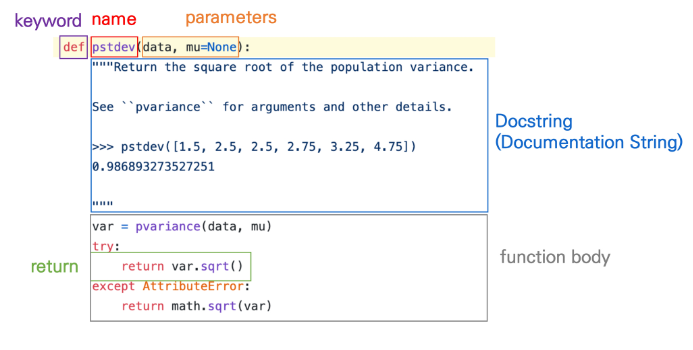 keyword name parameters
def pstdev(data, mu=None):
"""Return the square root of the population variance.
See ``pvariance`` for arguments and other details.
>>> pstdev([1.5, 2.5, 2.5, 2.75, 3.25, 4.75])
0.986893273527251
"""
Docstring
(Documentation String)
var = pvariance(data, mu)
try:
return var.sqrt()
except AttributeError:
return math.sqrt(var)
return
function body